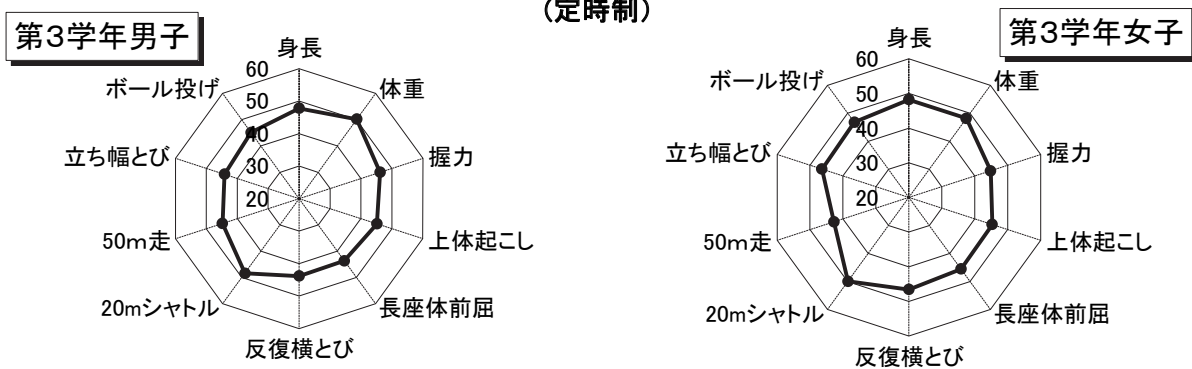 （定時制）
第３学年男子
身長
体重
握力
上体起こし
長座体前屈
反復横とび
20mシャトル
50ｍ走
立ち幅とび
ボール投げ
60
50
40
30
20
第３学年女子
身長
体重
握力
上体起こし
長座体前屈
反復横とび
20mシャトル
50ｍ走
立ち幅とび
ボール投げ
60
50
40
30
20